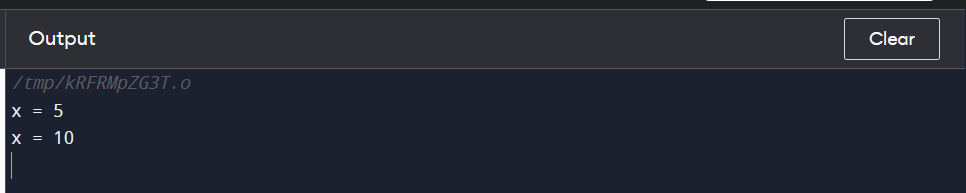 Output
Clear
/tmp/kRFRMpZG3T.o
x = 5
x = 10